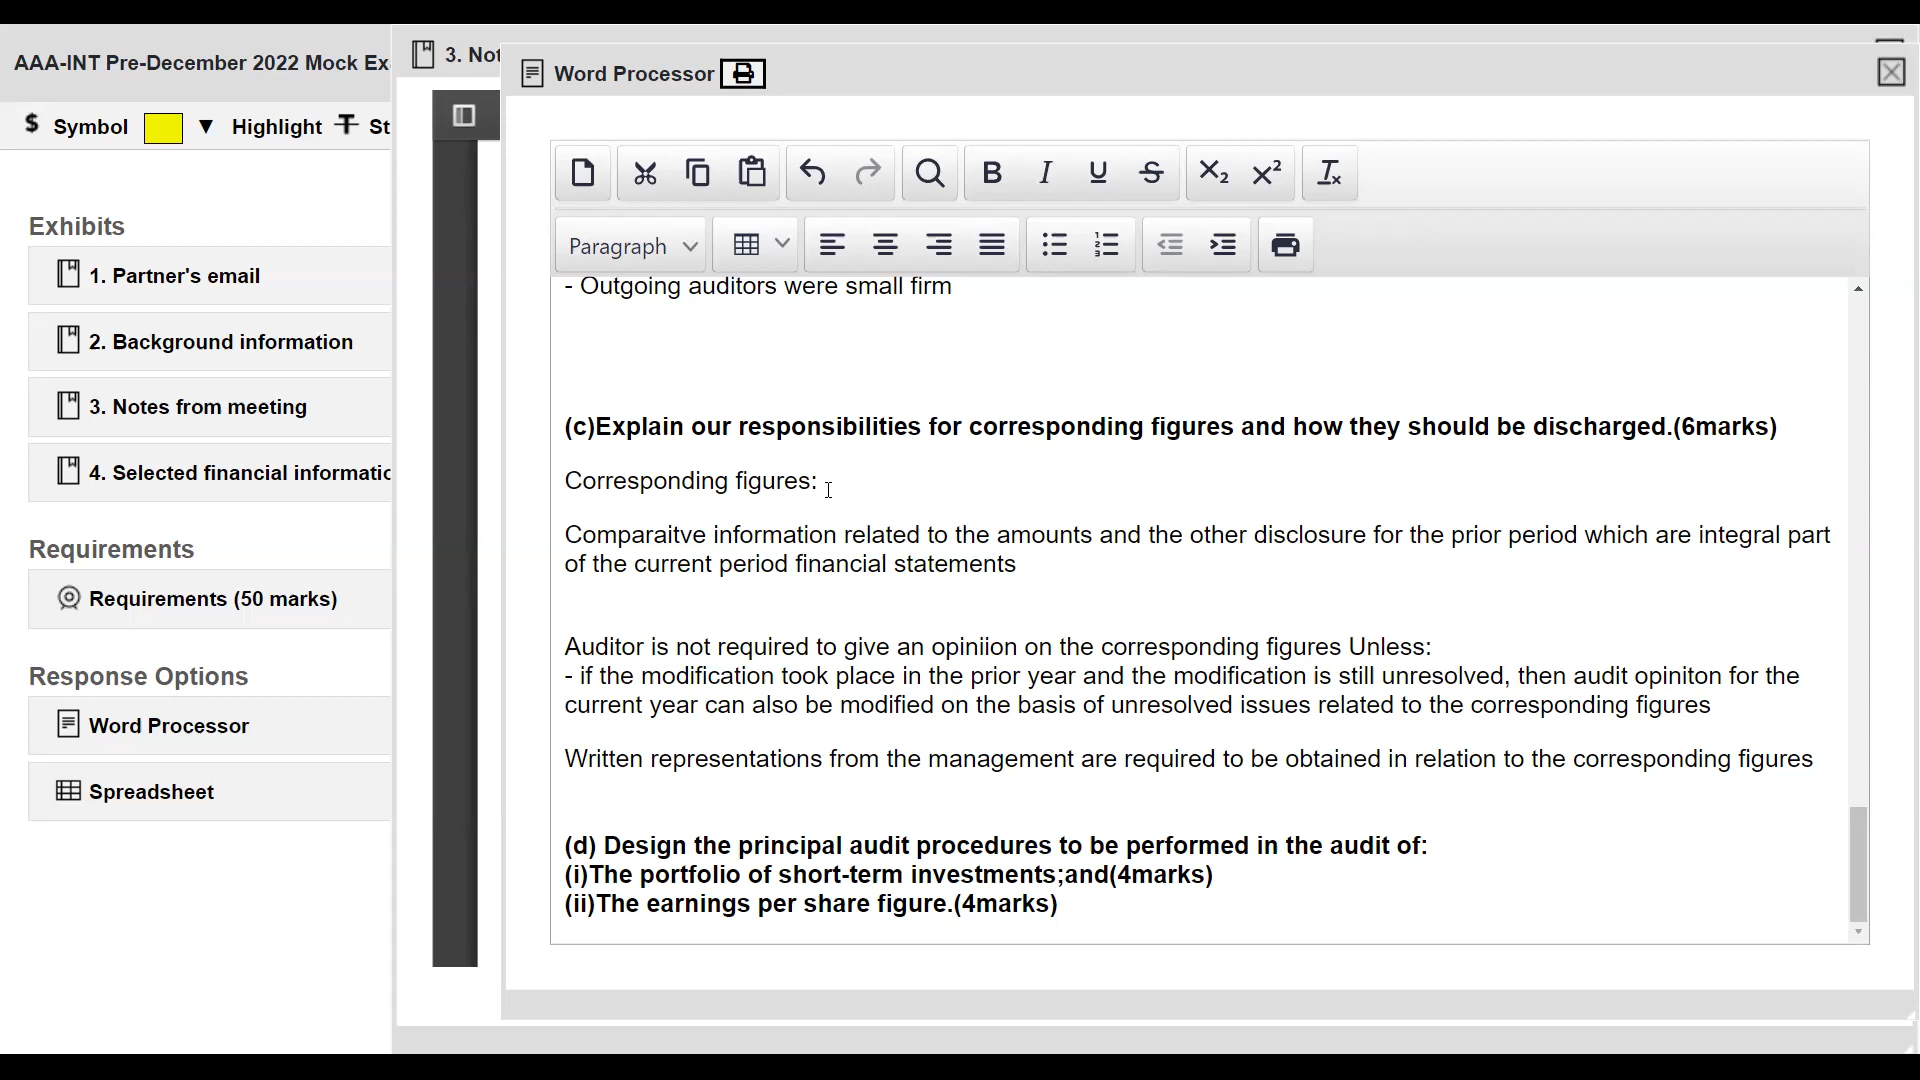 AAA-INT Pre-December 2022 Mock Ex
3. Not
Word Processor
$ Symbol
Highlight
St
Exhibits
1. Partner's email
2. Background information
3. Notes from meeting
4. Selected financial informatic
Requirements
Requirements (50 marks)
Response Options
Word Processor
Spreadsheet
Paragraph
- Outgoing auditors were small firm
(c)Explain our responsibilities for corresponding figures and how they should be discharged.(6marks)
Corresponding figures:
Comparaitve information related to the amounts and the other disclosure for the prior period which are integral part
of the current period financial statements
Auditor is not required to give an opiniion on the corresponding figures Unless:
- if the modification took place in the prior year and the modification is still unresolved, then audit opiniton for the
current year can also be modified on the basis of unresolved issues related to the corresponding figures
Written representations from the management are required to be obtained in relation to the corresponding figures
(d) Design the principal audit procedures to be performed in the audit of:
(i)The portfolio of short-term investments;and(4marks)
(ii)The earnings per share figure.(4marks)